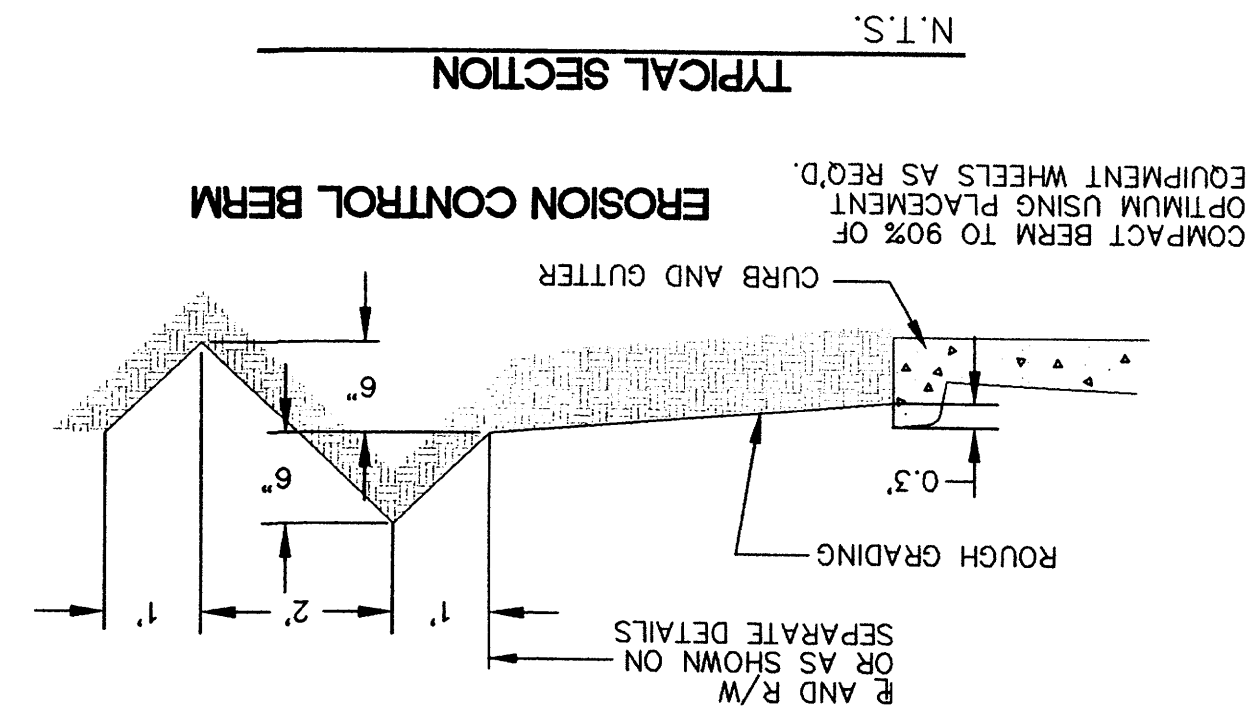 ⅊ AND R/W
OR AS SHOWN ON
SEPARATE DETAILS
1'
2'
1'
ROUGH GRADING
0.3'
6"
6"
CURB AND GUTTER
COMPACT BERM TO 90% OF
OPTIMUM USING PLACEMENT
EQUIPMENT WHEELS AS REQ'D.
EROSION CONTROL BERM
TYPICAL SECTION
N.T.S.